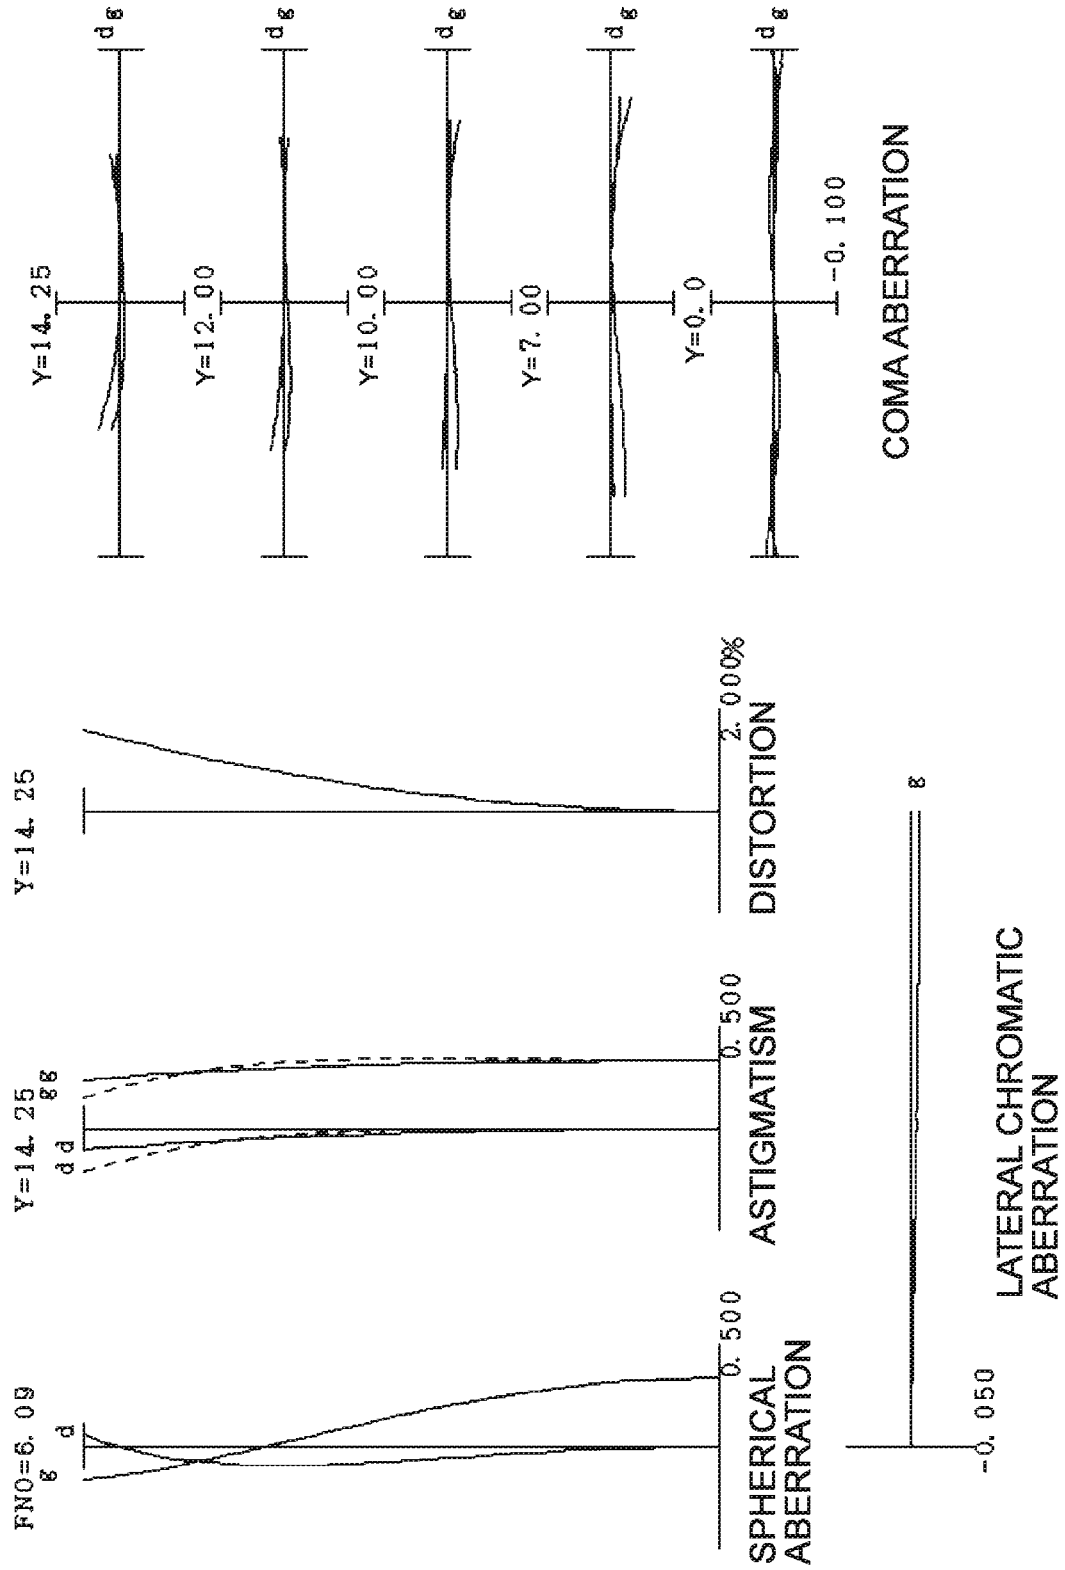 FNO=6. 09
g
d
0. 500
SPHERICAL
ABERRATION
Y=14. 25
d d
g g
0. 500
ASTIGMATISM
Y=14. 25
2. 000%
DISTORTION
Y=14. 25
d
g
Y=12. 00
d
g
Y=10. 00
d
g
Y=7. 00
d
g
Y=0. 0
d
g
-0. 100
COMA ABERRATION
-0. 050
g
LATERAL CHROMATIC
ABERRATION